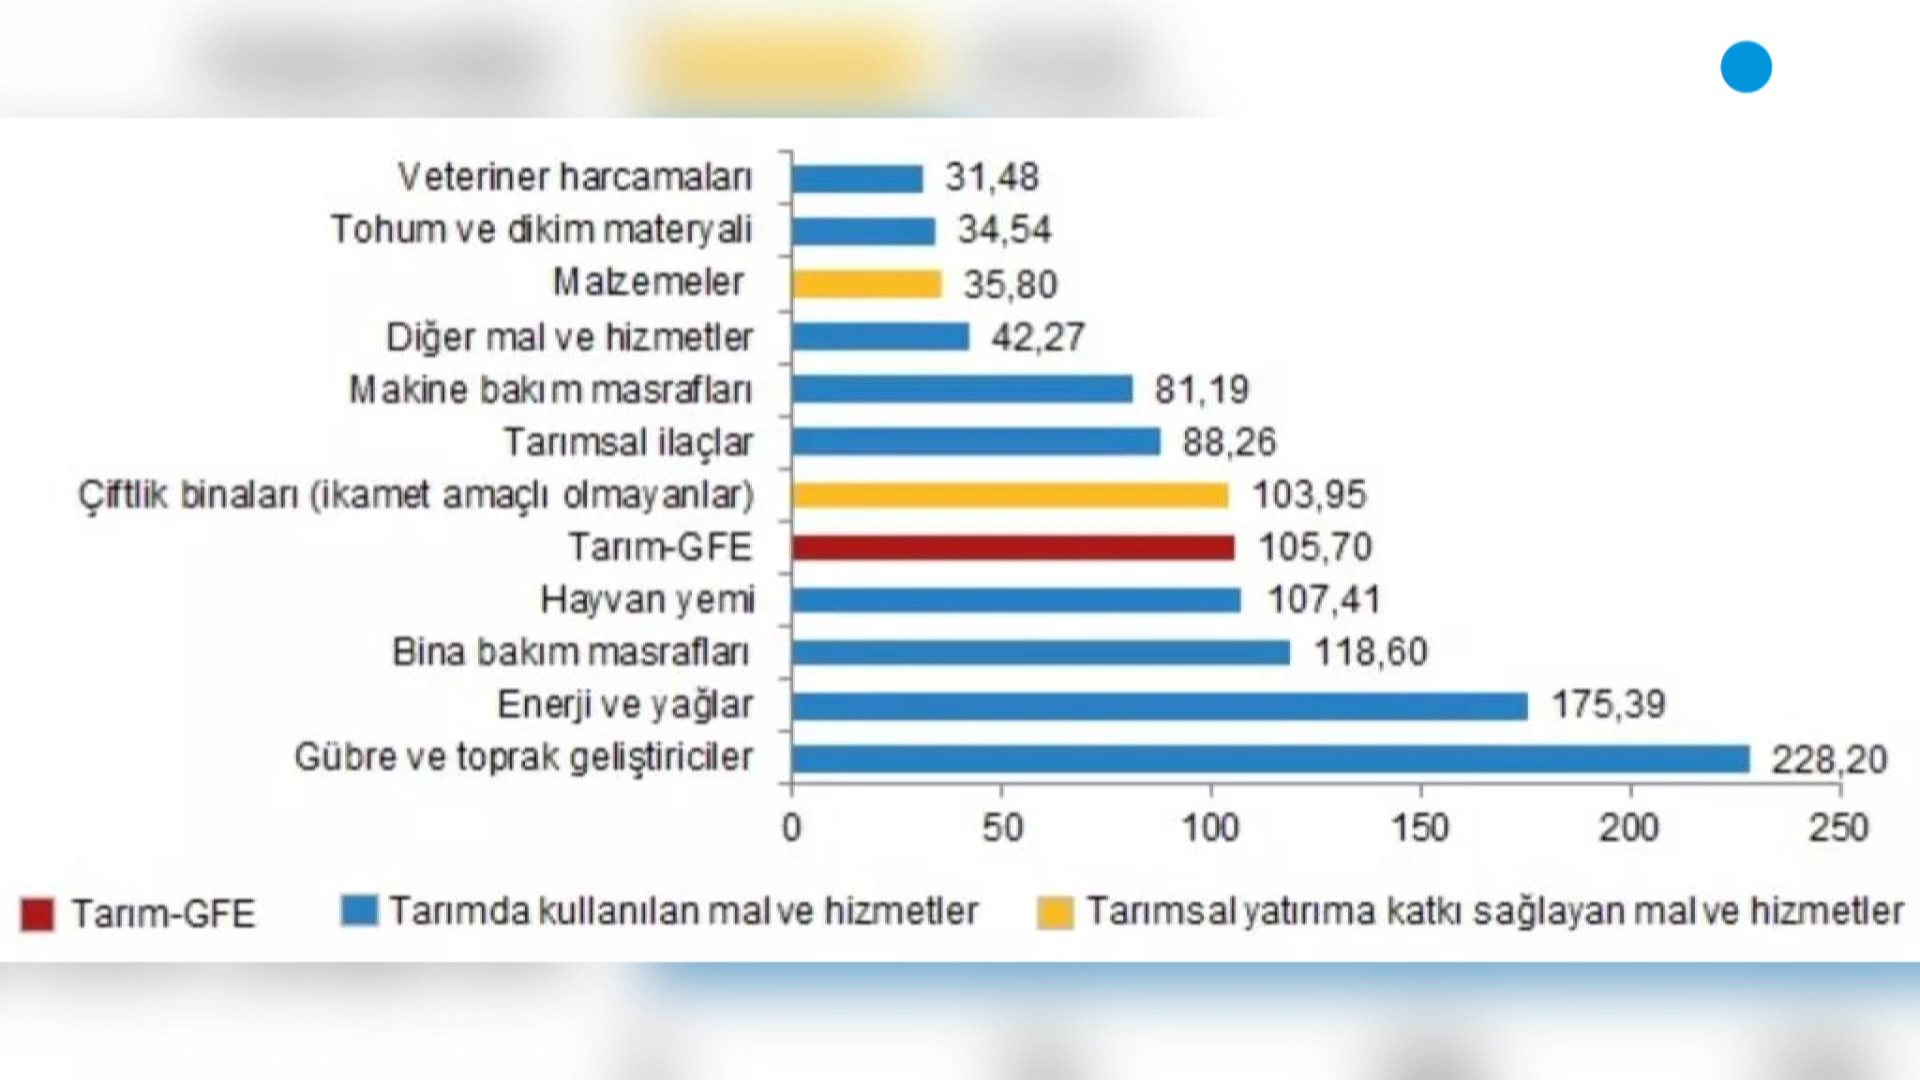 Veteriner harcamaları 31,48
Tohum ve dikim materyali 34,54
Malzemeler 35,80
Diğer mal ve hizmetler 42,27
Makine bakım masrafları 81,19
Tarımsal ilaçlar 88,26
Çiftlik binaları (ikamet amaçlı olmayanlar) 103,95
Tarım-GFE 105,70
Hayvan yemi 107,41
Bina bakım masrafları 118,60
Enerji ve yağlar 175,39
Gübre ve toprak geliştiriciler 228,20
0 50 100 150 200 250
Tarım-GFE Tarımda kullanılan mal ve hizmetler Tarımsal yatırıma katkı sağlayan mal ve hizmetler